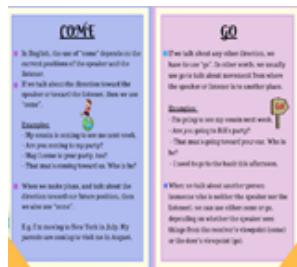 COME
In English, the use of "come" depends on the
current positions of the speaker and the
listener.
If we talk about the direction toward the
speaker or toward the listener, then we use
"come".
Examples:
- My cousin is coming to see me next week.
- Are you coming to my party?
- May I come to your party, too?
- That man is coming toward us. Who is he?
When we make plans, and talk about the
direction toward our future position, then
we also use "come".
E.g. I'm moving to New York in July. My
parents are coming to visit me in August.
GO
If we talk about any other direction, we
have to use "go". In other words, we usually
use go to talk about movement from where
the speaker or listener is to another place.
Examples:
- I'm going to see my cousin next week.
- Are you going to Bill's party?
- That man is going toward your car. Who is
he?
- I need to go to the bank this afternoon.
When we talk about another person
(someone who is neither the speaker nor the
listener), we can use either come or go,
depending on whether the speaker sees
things from the receiver's viewpoint (come)
or the doer's viewpoint (go).